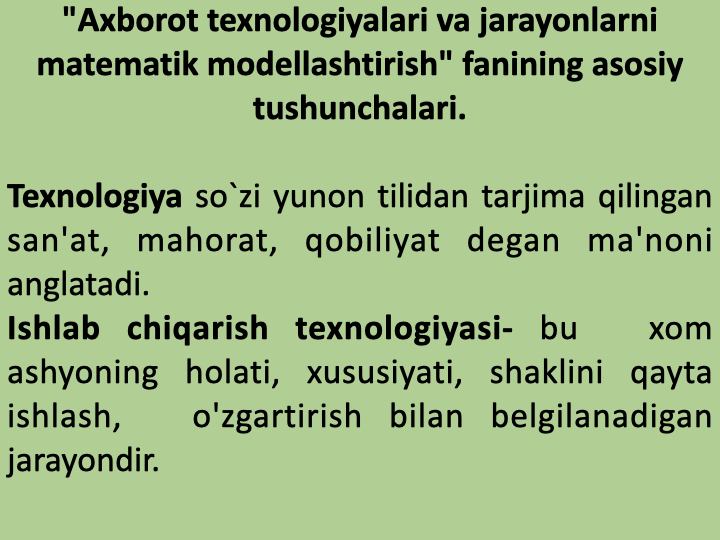 "Axborot texnologiyalari va jarayonlarni
matematik modellashtirish" fanining asosiy
tushunchalari.
Texnologiya so`zi yunon tilidan tarjima qilingan
san'at, mahorat, qobiliyat degan ma'noni
anglatadi.
Ishlab chiqarish texnologiyasi- bu xom
ashyoning holati, xususiyati, shaklini qayta
ishlash, o'zgartirish bilan belgilanadigan
jarayondir.